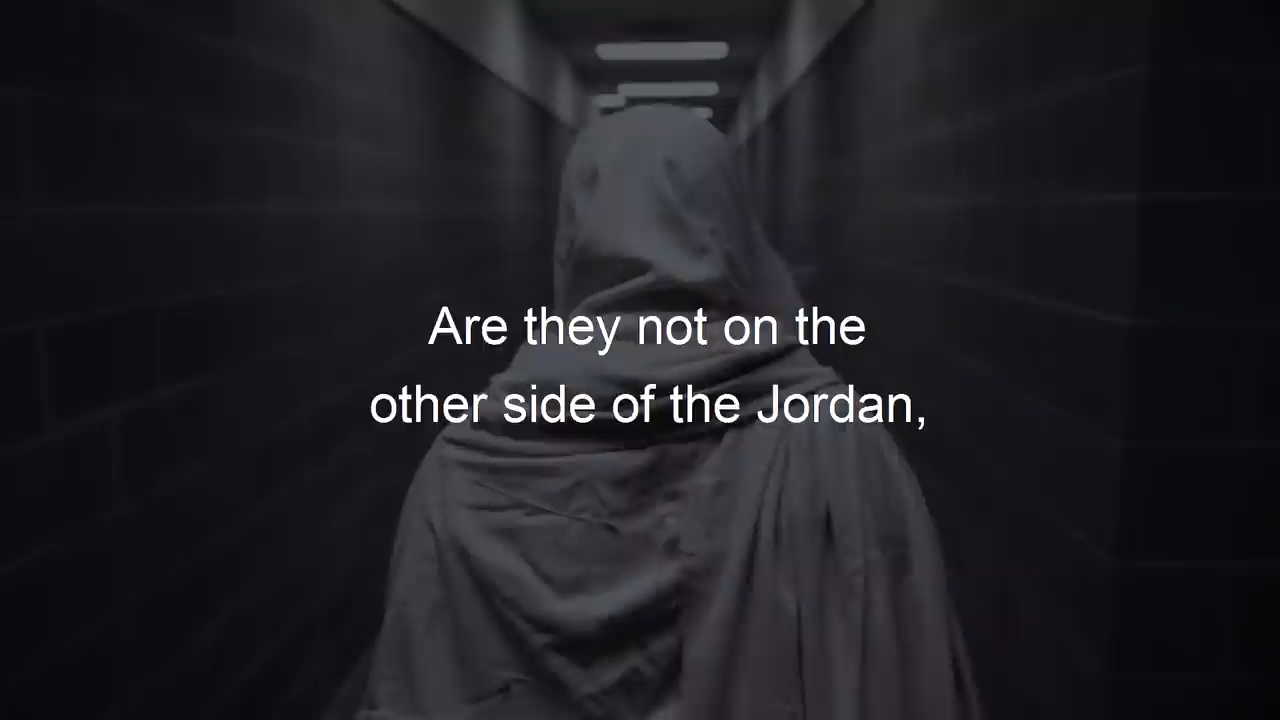 Are they not on the
other side of the Jordan,